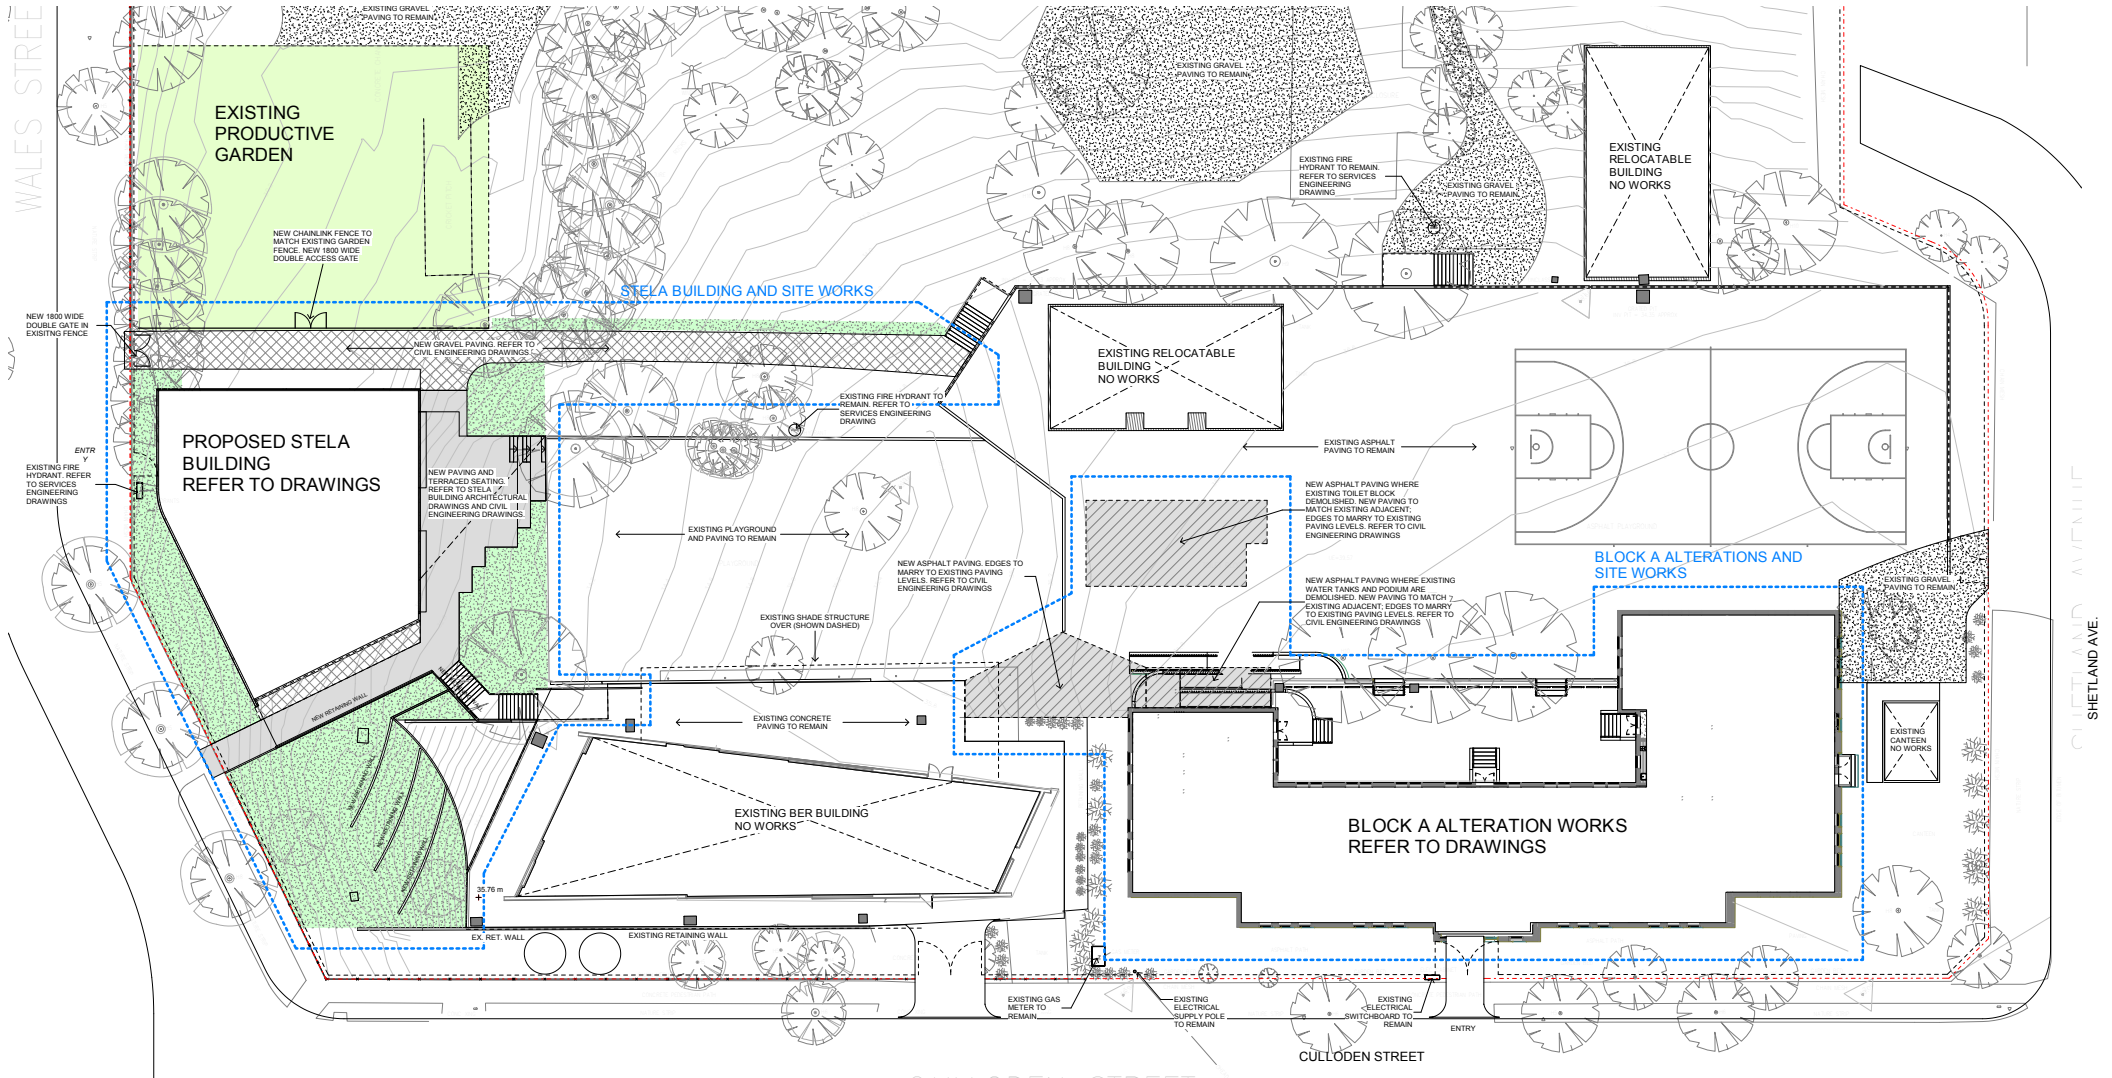 EXISTING GRAVEL
PAVING TO REMAIN
WALES STREET
EXISTING
PRODUCTIVE
GARDEN
EXISTING GRAVEL
PAVING TO REMAIN
EXISTING
RELOCATABLE
BUILDING
NO WORKS
EXISTING FIRE
HYDRANT TO REMAIN.
REFER TO SERVICES
ENGINEERING
DRAWING
EXISTING GRAVEL
PAVING TO REMAIN
NEW CHAINLINK FENCE TO
MATCH EXISTING GARDEN
FENCE. NEW 1800 WIDE
DOUBLE ACCESS GATE
STELA BUILDING AND SITE WORKS
NEW 1800 WIDE
DOUBLE GATE IN
EXISITNG FENCE
NEW GRAVEL PAVING. REFER TO
CIVIL ENGINEERING DRAWINGS.
EXISTING RELOCATABLE
BUILDING
NO WORKS
EXISTING FIRE HYDRANT TO
REMAIN. REFER TO
SERVICES ENGINEERING
DRAWING
PROPOSED STELA
BUILDING
REFER TO DRAWINGS
ENTR
Y
EXISTING FIRE
HYDRANT. REFER
TO SERVICES
ENGINEERING
DRAWINGS
NEW PAVING AND
TERRACED SEATING.
REFER TO STELA
BUILDING ARCHITECTURAL
DRAWINGS AND CIVIL
ENGINEERING DRAWINGS.
EXISTING ASPHALT
PAVING TO REMAIN
NEW ASPHALT PAVING WHERE
EXISTING TOILET BLOCK
DEMOLISHED. NEW PAVING TO
MATCH EXISTING ADJACENT;
EDGES TO MARRY TO EXISTING
PAVING LEVELS. REFER TO CIVIL
ENGINEERING DRAWINGS
EXISTING PLAYGROUND
AND PAVING TO REMAIN
NEW ASPHALT PAVING. EDGES TO
MARRY TO EXISTING PAVING
LEVELS. REFER TO CIVIL
ENGINEERING DRAWINGS
BLOCK A ALTERATIONS AND
SITE WORKS
NEW ASPHALT PAVING WHERE EXISTING
WATER TANKS AND PODIUM ARE
DEMOLISHED. NEW PAVING TO MATCH
EXISTING ADJACENT; EDGES TO MARRY
TO EXISTING PAVING LEVELS. REFER TO
CIVIL ENGINEERING DRAWINGS
EXISTING GRAVEL
PAVING TO REMAIN
EXISTING SHADE STRUCTURE
OVER (SHOWN DASHED)
SHETLAND AVE.
NEW RETAINING WALL
EXISTING CONCRETE
PAVING TO REMAIN
EXISTING
CANTEEN
NO WORKS
NEW RETAINING WALL
NEW RETAINING WALL
NEW RETAINING WALL
EXISTING BER BUILDING
NO WORKS
BLOCK A ALTERATION WORKS
REFER TO DRAWINGS
35.76 m
EX. RET. WALL
EXISTING RETAINING WALL
EXISTING GAS
METER TO
REMAIN
EXISTING
ELECTRICAL
SUPPLY POLE
TO REMAIN
EXISTING
ELECTRICAL
SWITCHBOARD TO
REMAIN
ENTRY
CULLODEN STREET